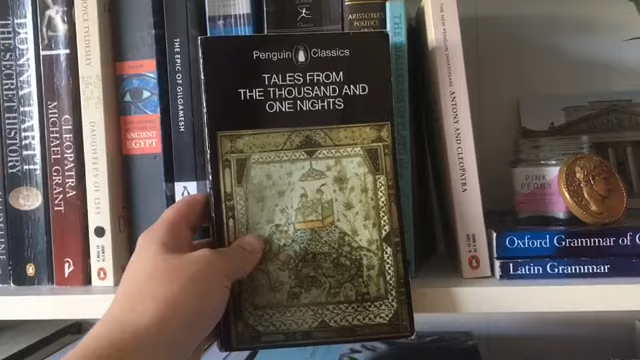 DONNA TARTT
THE SECRET HISTORY
CLEOPATRA
MICHAEL GRANT
JOYCE TYLDESLEY
DAUGHTERS OF ISIS
ANCIENT
EGYPT
THE EPIC OF GILGAMESH
Penguin Classics
TALES FROM
THE THOUSAND AND
ONE NIGHTS
ARISTOTLE
POLITICS
THE NEW PENGUIN SHAKESPEARE
ANTONY AND CLEOPATRA
PINK
PEONY
Oxford Grammar of C
Latin Grammar